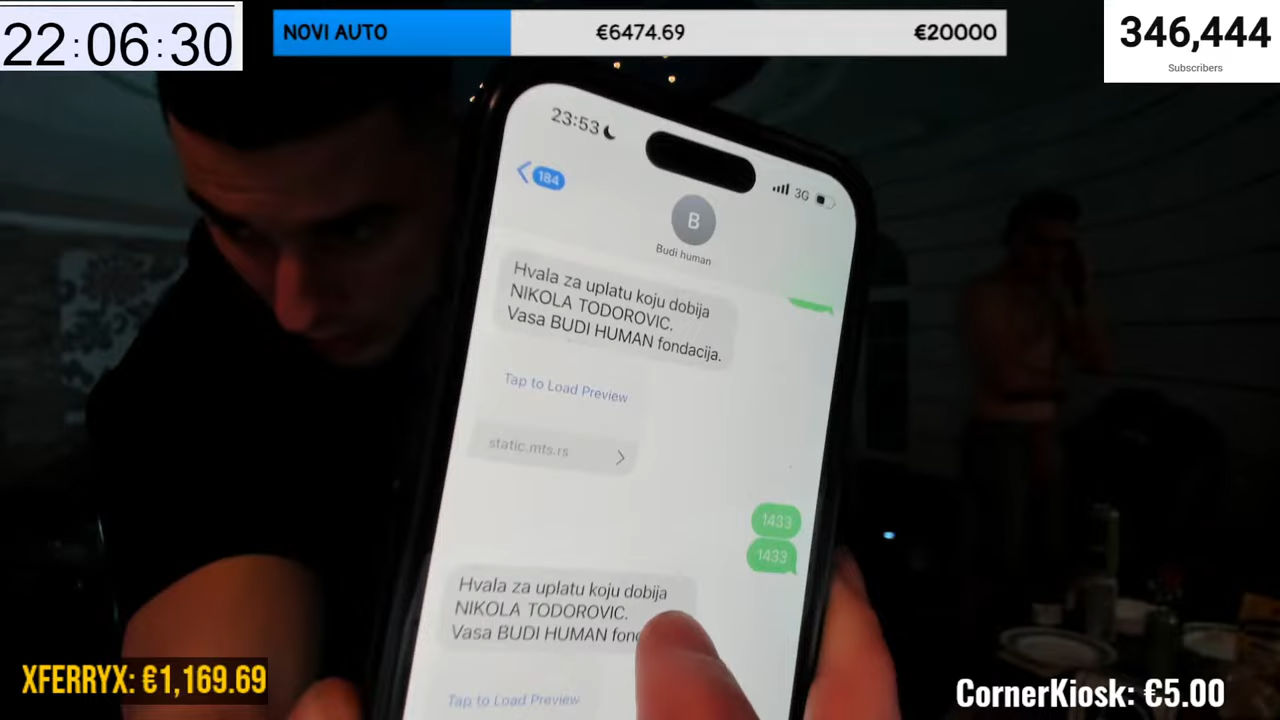 22:06:30
NOVI AUTO
€6474.69
€20000
346,444
Subscribers
23:53
3G
184
B
Budi human
Hvala za uplatu koju dobija
NIKOLA TODOROVIC.
Vasa BUDI HUMAN fondacija.
Tap to Load Preview
static.mts.rs
1433
1433
Hvala za uplatu koju dobija
NIKOLA TODOROVIC.
Vasa BUDI HUMAN
Tap to Load Preview
XFERRYX: €1,169.69
CornerKiosk: €5.00